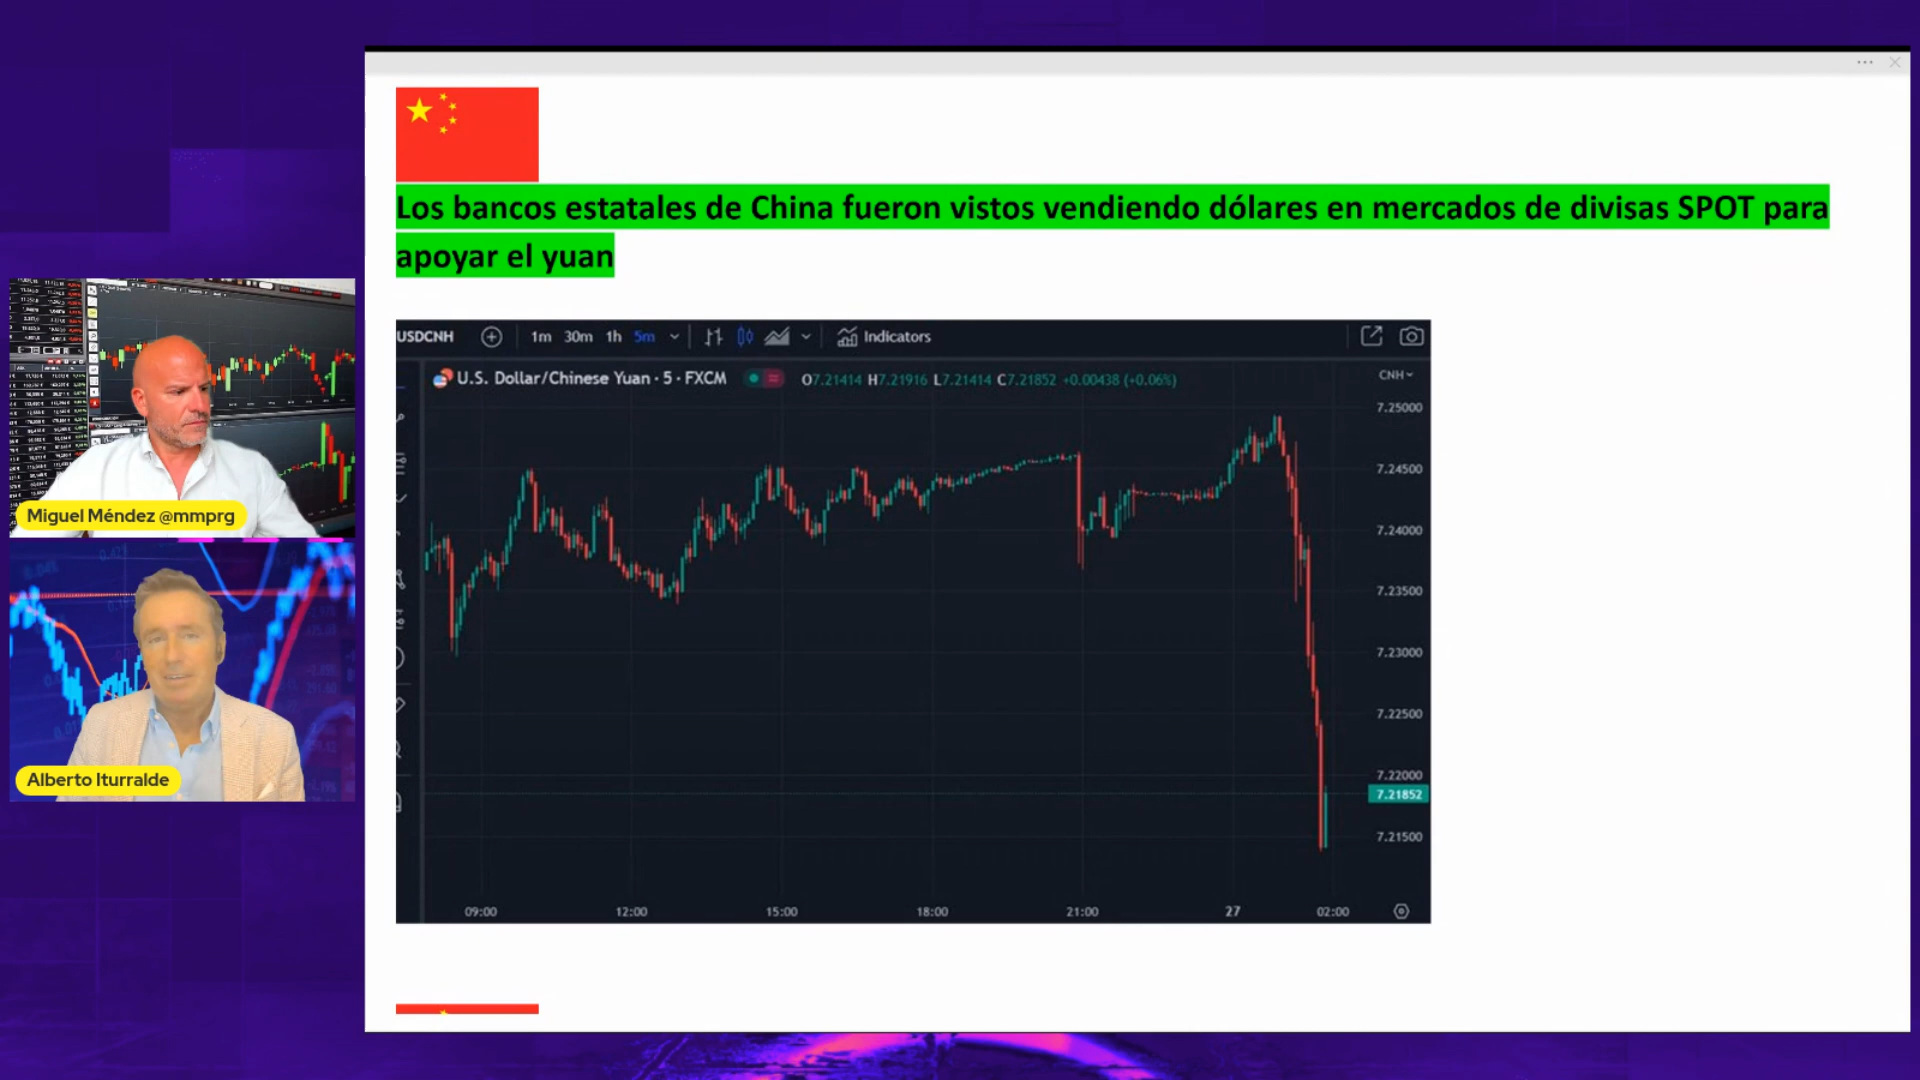 Los bancos estatales de China fueron vistos vendiendo dólares en mercados de divisas SPOT para
apoyar el yuan
USDCNH 1m 30m 1h 5m Indicators
U.S. Dollar/Chinese Yuan · 5 · FXCM O7.21414 H7.21916 L7.21414 C7.21852 +0.00438 (+0.06%)
CNH
7.25000
7.24500
7.24000
7.23500
7.23000
7.22500
7.22000
7.21852
7.21500
09:00 12:00 15:00 18:00 21:00 27 02:00
Miguel Méndez @mmprg
Alberto Iturralde